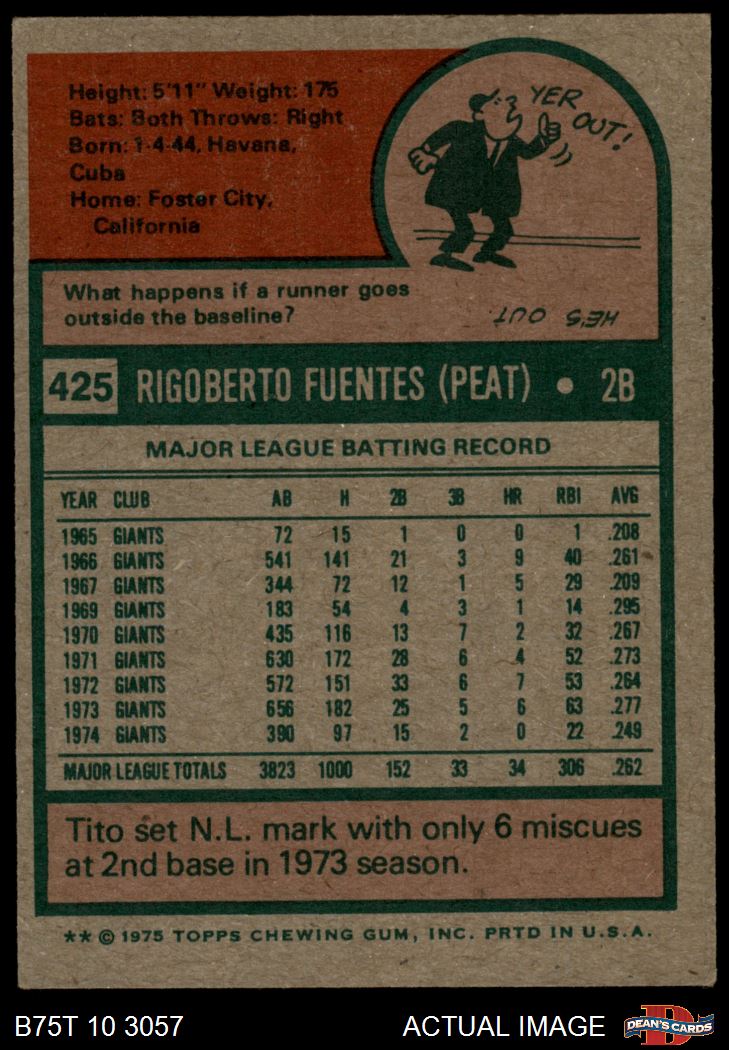 Height: 5'11" Weight: 175
Bats: Both Throws: Right
Born: 1-4-44, Havana,
Cuba
Home: Foster City,
California
YER
OUT!
What happens if a runner goes
outside the baseline?
HE'S OUT
425 RIGOBERTO FUENTES (PEAT) • 2B
MAJOR LEAGUE BATTING RECORD
YEAR CLUB AB H 2B 3B HR RBI AVG
1965 GIANTS 72 15 1 0 0 1 .208
1966 GIANTS 541 141 21 3 9 40 .261
1967 GIANTS 344 72 12 1 5 29 .209
1969 GIANTS 183 54 4 3 1 14 .295
1970 GIANTS 435 116 13 7 2 32 .267
1971 GIANTS 630 172 28 6 4 52 .273
1972 GIANTS 572 151 33 6 7 53 .264
1973 GIANTS 656 182 25 5 6 63 .277
1974 GIANTS 390 97 15 2 0 22 .249
MAJOR LEAGUE TOTALS 3823 1000 152 33 34 306 .262
Tito set N.L. mark with only 6 miscues
at 2nd base in 1973 season.
** © 1975 TOPPS CHEWING GUM, INC. PRTD IN U.S.A.
B75T 10 3057 ACTUAL IMAGE
D
DEAN'S CARDS